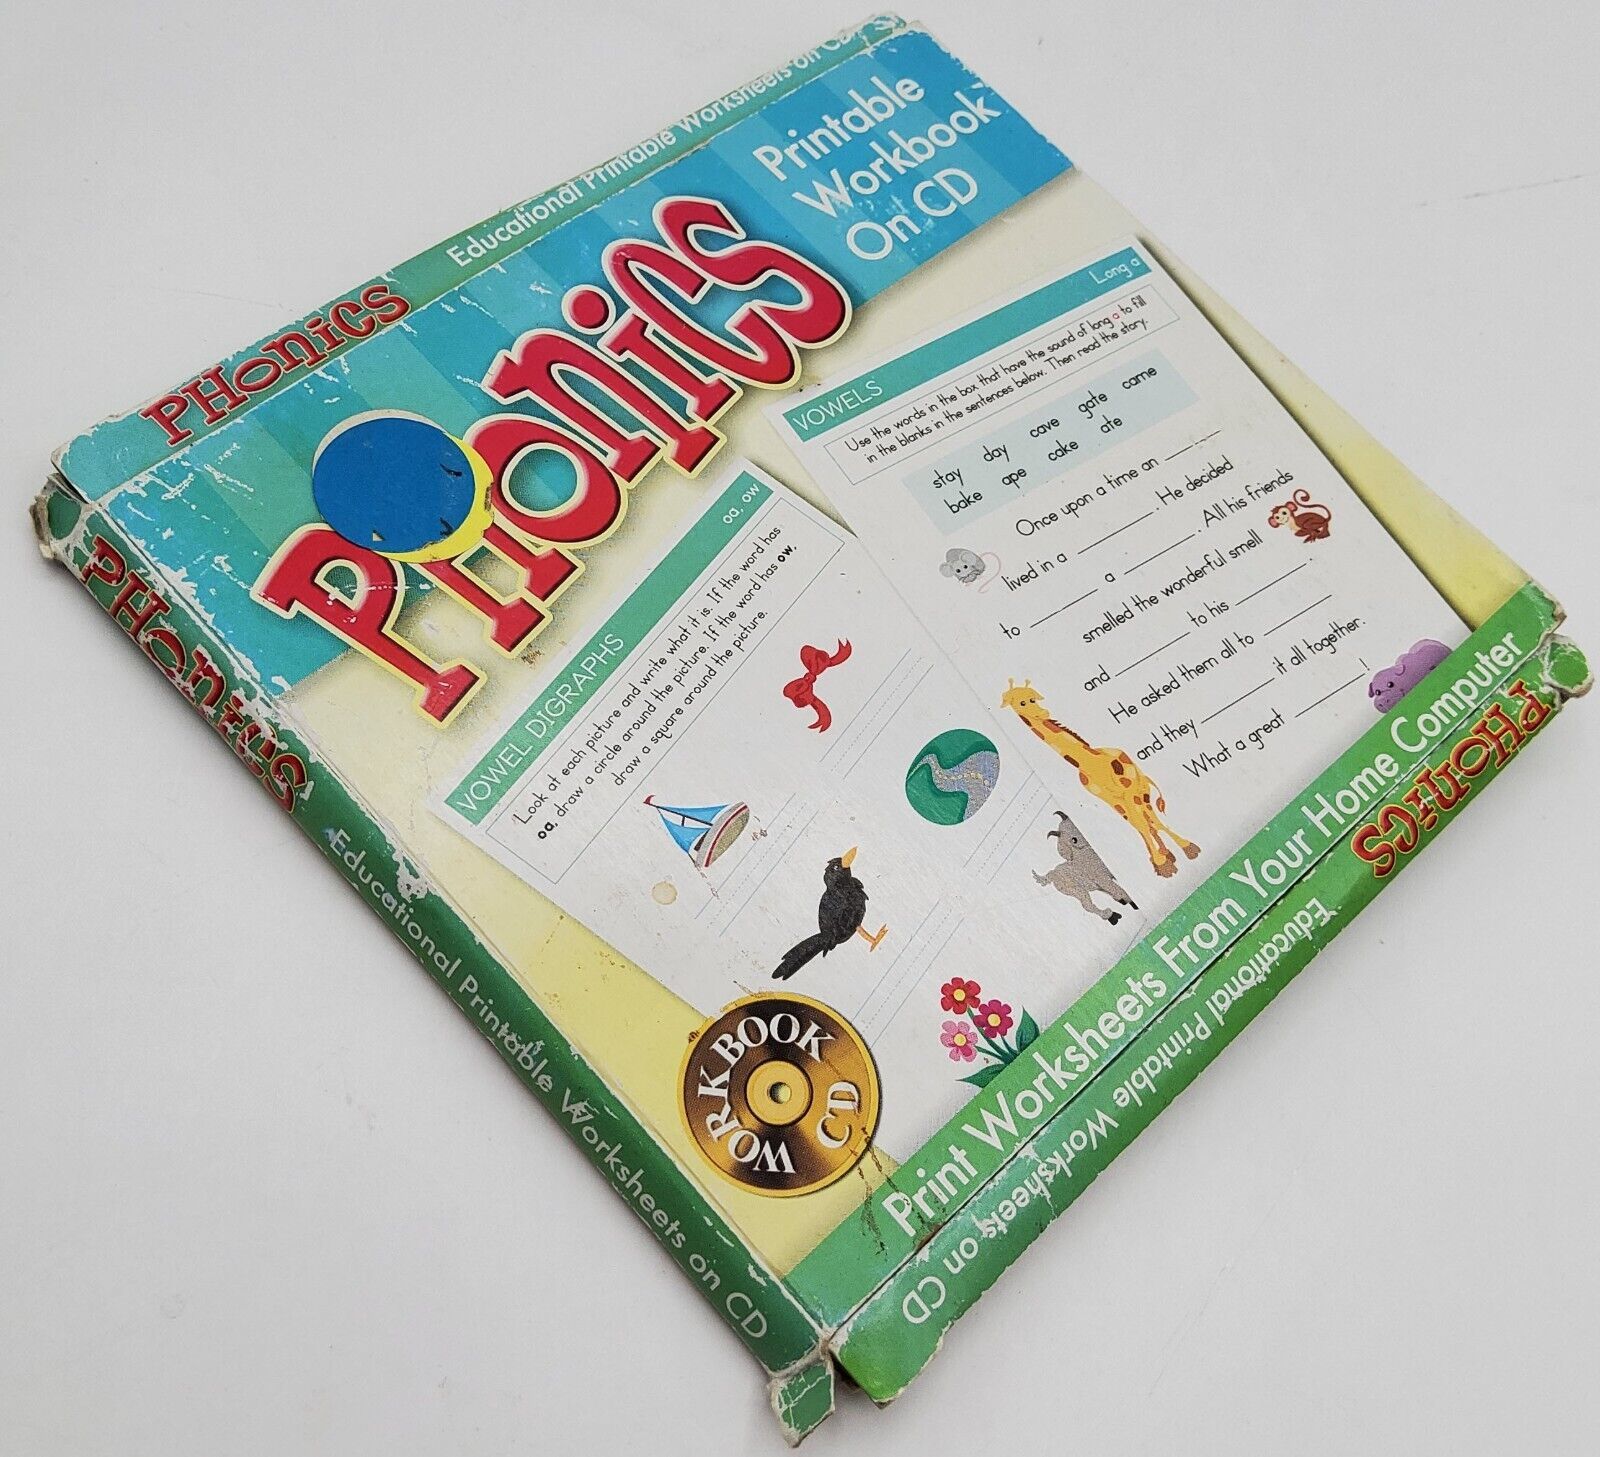 PHonics
Educational Printable Worksheets on CD
Printable
Workbook
On CD
PHonics
VOWELS
Long a
Use the words in the box that have the sound of long a to fill
in the blanks in the sentences below. Then read the story.
stay day cave gate came
bake ape cake ate
Once upon a time an
lived in a . He decided
to a . All his friends
smelled the wonderful smell
and to his .
He asked them all to
and they it all together.
What a great !
VOWEL DIGRAPHS
oa, ow
Look at each picture and write what it is. If the word has
oa, draw a circle around the picture. If the word has ow,
draw a square around the picture.
WORKBOOK
CD
Print Worksheets From Your Home Computer
PHonics
Educational Printable Worksheets on CD
PHonics
Educational Printable Worksheets on CD